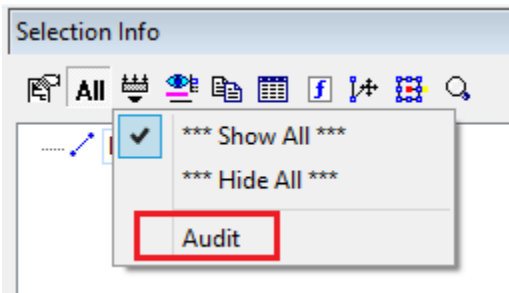 Selection Info
All
*** Show All ***
*** Hide All ***
Audit